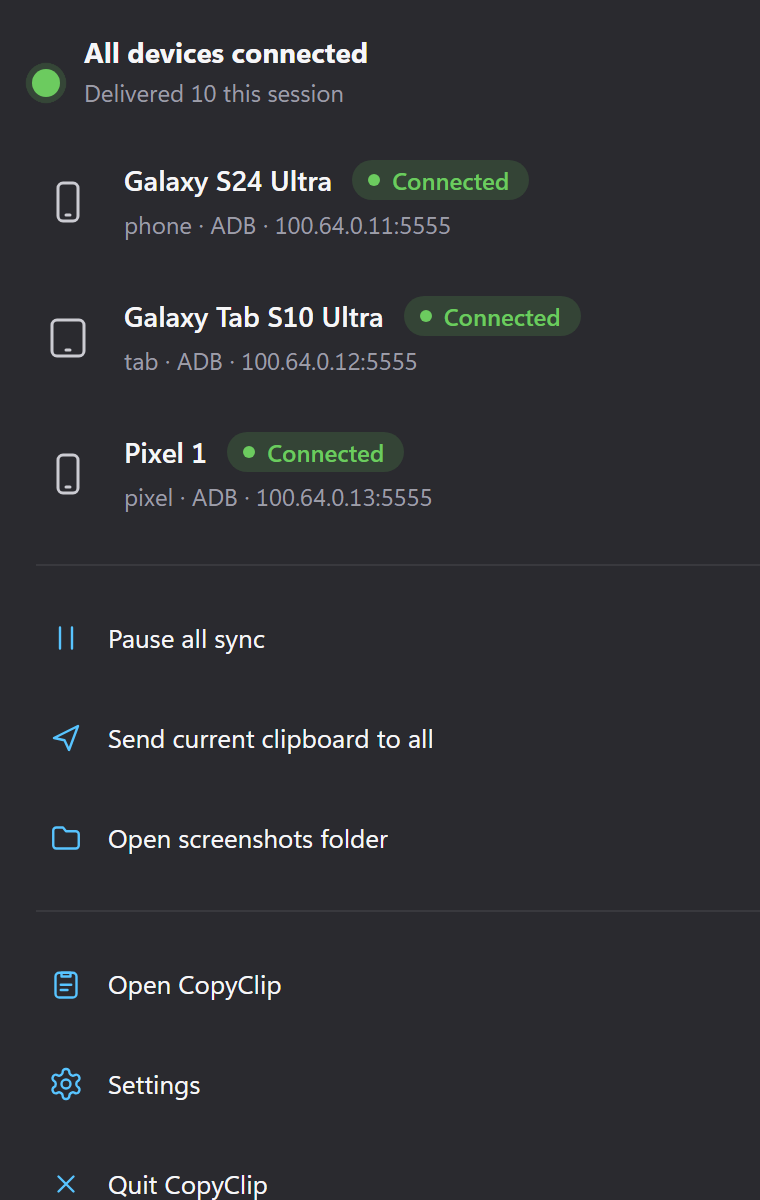 All devices connected
Delivered 10 this session
Galaxy S24 Ultra Connected
phone · ADB · 100.64.0.11:5555
Galaxy Tab S10 Ultra Connected
tab · ADB · 100.64.0.12:5555
Pixel 1 Connected
pixel · ADB · 100.64.0.13:5555
Pause all sync
Send current clipboard to all
Open screenshots folder
Open CopyClip
Settings
Quit CopyClip